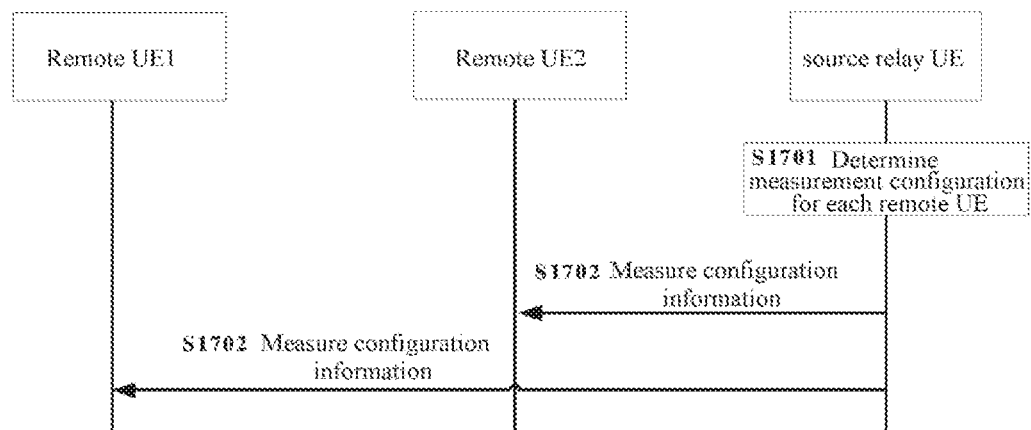 Remote UE1
Remote UE2
source relay UE
S1701 Determine
measurement configuration
for each remote UE
S1702 Measure configuration
information
S1702 Measure configuration
information